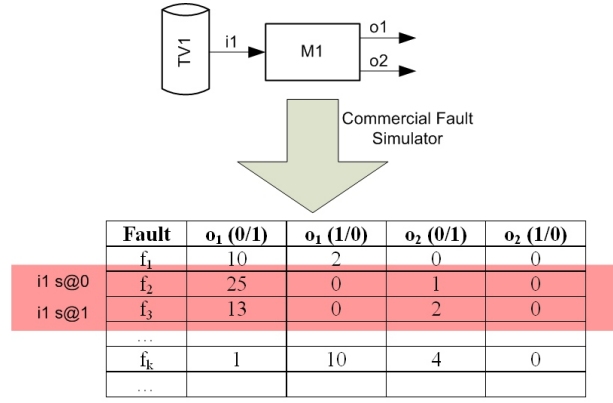 TV1
i1
M1
o1
o2
Commercial Fault
Simulator
Fault o₁ (0/1) o₁ (1/0) o₂ (0/1) o₂ (1/0)
f₁ 10 2 0 0
i1 s@0 f₂ 25 0 1 0
i1 s@1 f₃ 13 0 2 0
...
fₖ 1 10 4 0
...